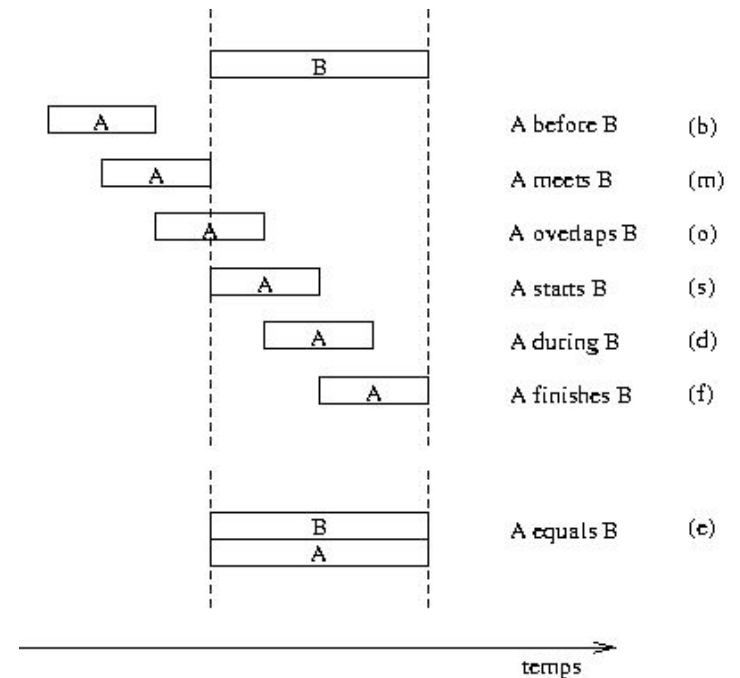 B
A A before B (b)
A A meets B (m)
A A overlaps B (o)
A A starts B (s)
A A during B (d)
A A finishes B (f)
B
A A equals B (e)
temps